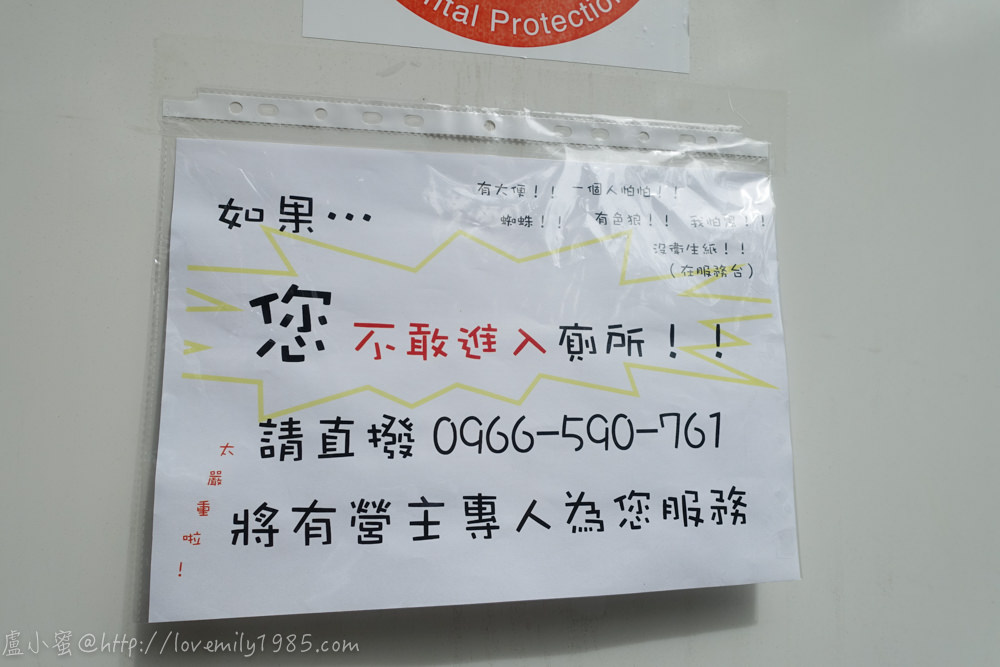 ntal Protection
如果…
有大便！！ 一個人怕怕！！
蜘蛛！！ 有色狼！！ 我怕黑！！
沒衛生紙！！
(在服務台)
您 不敢進入廁所！！
請直撥 0966-590-761
將有營主專人為您服務
太嚴重啦！
盧小蜜@http://lovemily1985.com